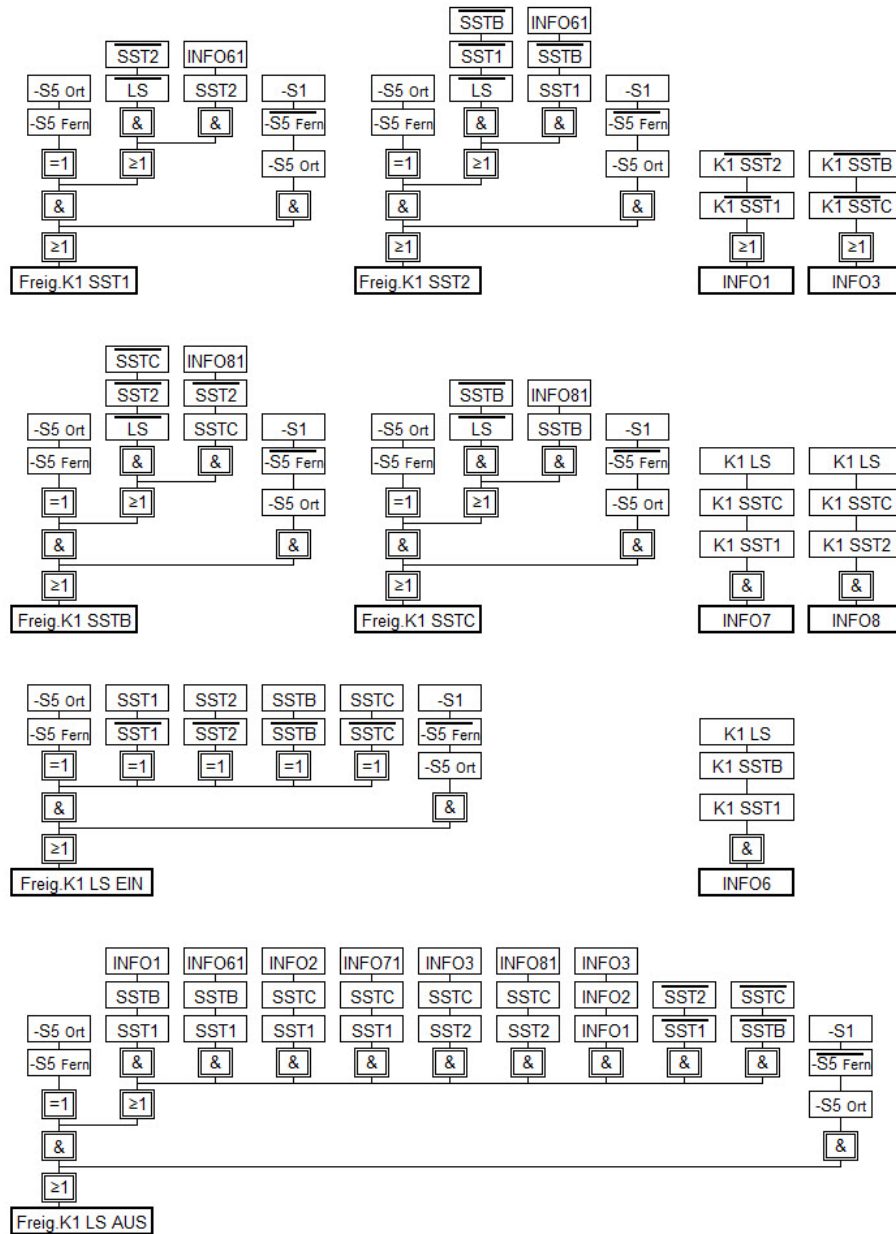 SSTB INFO61
SST2 INFO61 SST1 SSTB
-S5 Ort LS SST2 -S1 -S5 Ort LS SST1 -S1
-S5 Fern & & -S5 Fern -S5 Fern & & -S5 Fern
=1 ≥1 -S5 Ort =1 ≥1 -S5 Ort K1 SST2 K1 SSTB
& & & & K1 SST1 K1 SSTC
≥1 ≥1 ≥1 ≥1
Freig.K1 SST1 Freig.K1 SST2 INFO1 INFO3
SSTC INFO81
SST2 SST2 SSTB INFO81
-S5 Ort LS SSTC -S1 -S5 Ort LS SSTB -S1
-S5 Fern & & -S5 Fern -S5 Fern & & -S5 Fern K1 LS K1 LS
=1 ≥1 -S5 Ort =1 ≥1 -S5 Ort K1 SSTC K1 SSTC
& & & & K1 SST1 K1 SST2
≥1 ≥1 & &
Freig.K1 SSTB Freig.K1 SSTC INFO7 INFO8
-S5 Ort SST1 SST2 SSTB SSTC -S1
-S5 Fern SST1 SST2 SSTB SSTC -S5 Fern K1 LS
=1 =1 =1 =1 =1 -S5 Ort K1 SSTB
& & K1 SST1
≥1 &
Freig.K1 LS EIN INFO6
INFO1 INFO61 INFO2 INFO71 INFO3 INFO81 INFO3
SSTB SSTB SSTC SSTC SSTC SSTC INFO2 SST2 SSTC
-S5 Ort SST1 SST1 SST1 SST1 SST2 SST2 INFO1 SST1 SSTB -S1
-S5 Fern & & & & & & & & & -S5 Fern
=1 ≥1 -S5 Ort
& &
≥1
Freig.K1 LS AUS